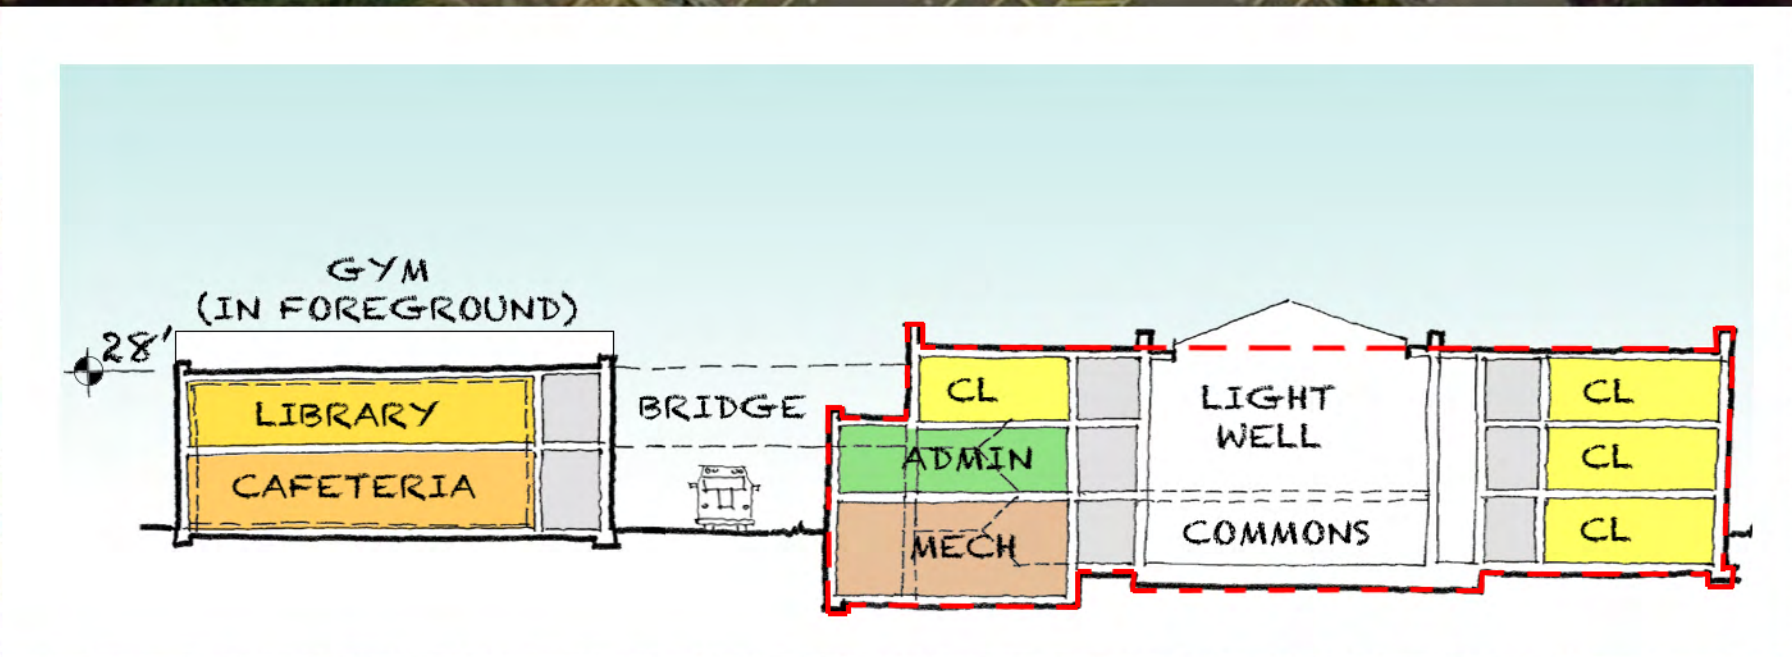 GYM
(IN FOREGROUND)
28'
LIBRARY
CAFETERIA
BRIDGE
CL
ADMIN
MECH
LIGHT
WELL
COMMONS
CL
CL
CL